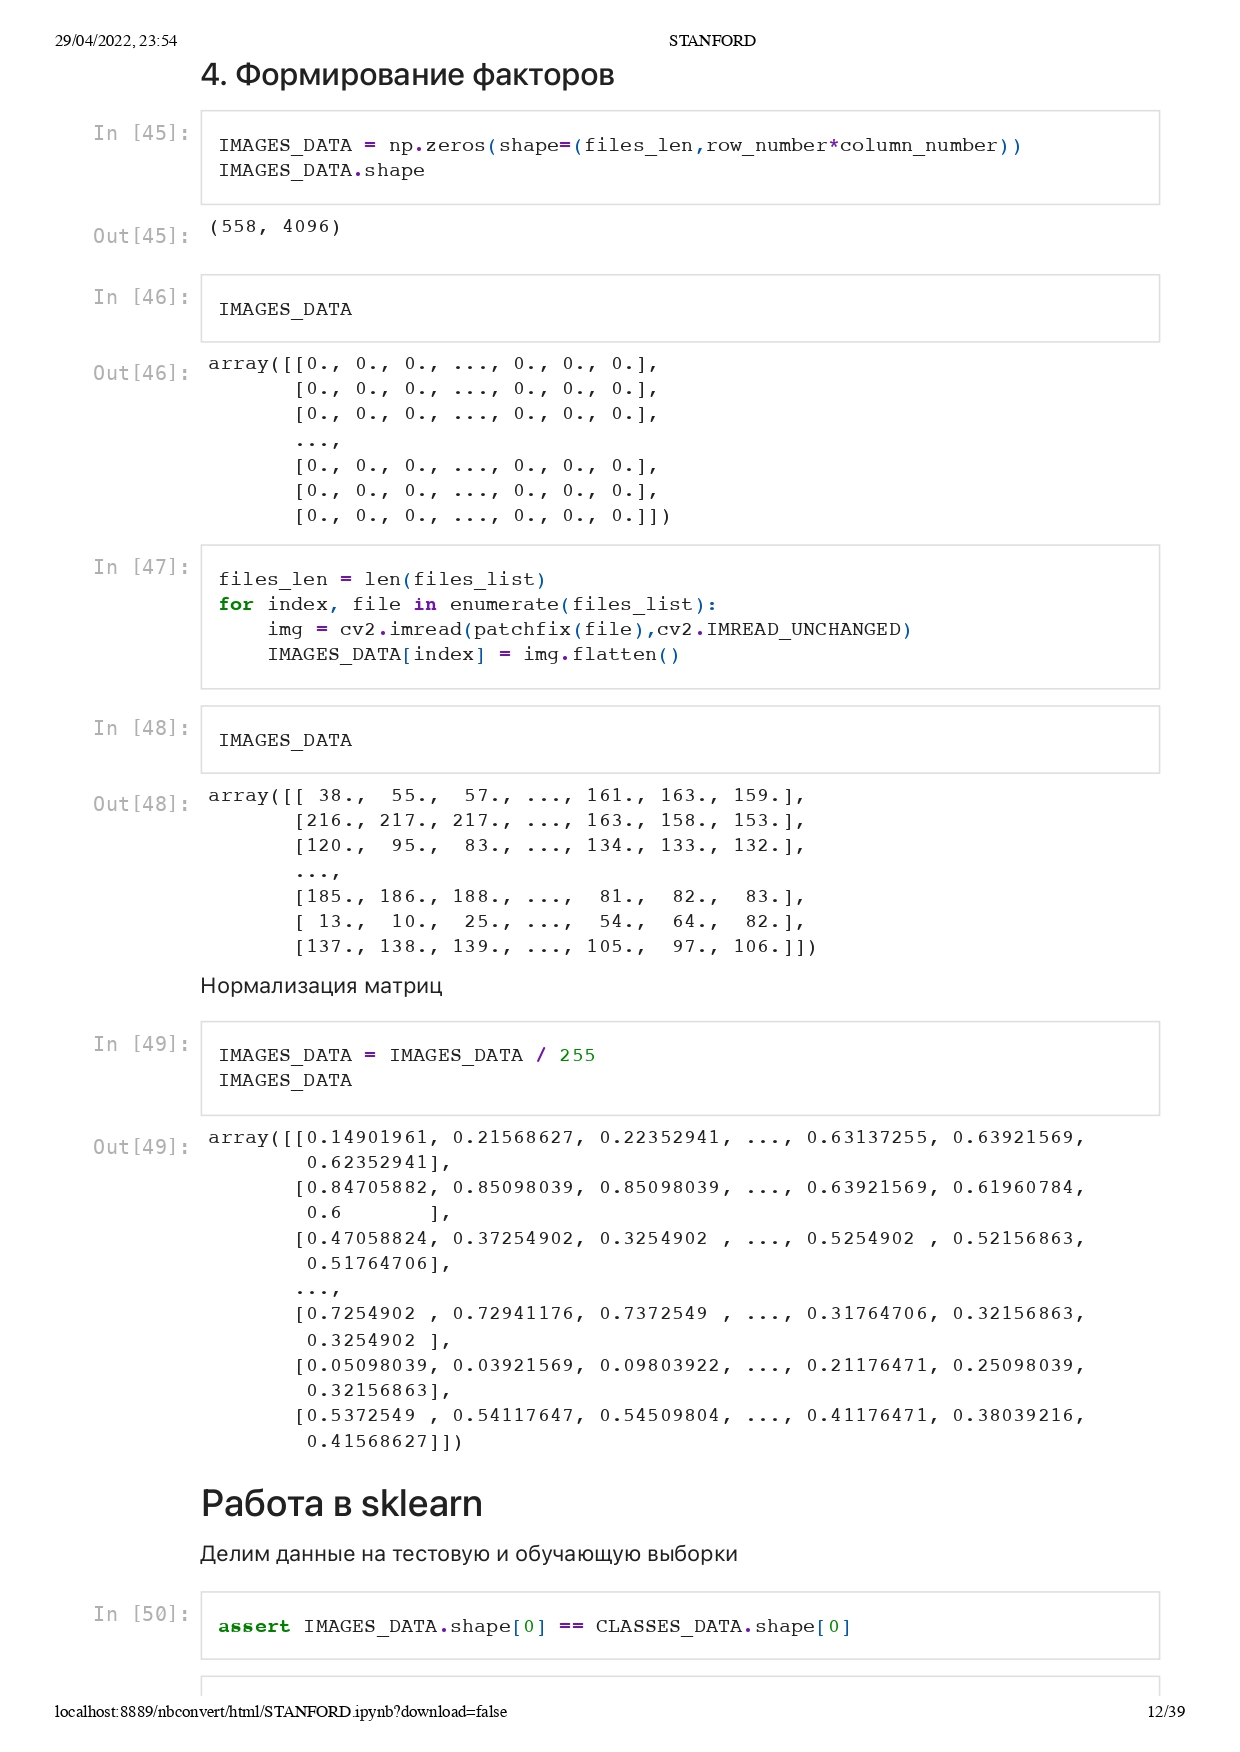 29/04/2022, 23:54 STANFORD
4. Формирование факторов
In [45]:
IMAGES_DATA = np.zeros(shape=(files_len,row_number*column_number))
IMAGES_DATA.shape
Out[45]: (558, 4096)
In [46]:
IMAGES_DATA
Out[46]: array([[0., 0., 0., ..., 0., 0., 0.],
       [0., 0., 0., ..., 0., 0., 0.],
       [0., 0., 0., ..., 0., 0., 0.],
       ...,
       [0., 0., 0., ..., 0., 0., 0.],
       [0., 0., 0., ..., 0., 0., 0.],
       [0., 0., 0., ..., 0., 0., 0.]])
In [47]:
files_len = len(files_list)
for index, file in enumerate(files_list):
    img = cv2.imread(patchfix(file),cv2.IMREAD_UNCHANGED)
    IMAGES_DATA[index] = img.flatten()
In [48]:
IMAGES_DATA
Out[48]: array([[ 38.,  55.,  57., ..., 161., 163., 159.],
       [216., 217., 217., ..., 163., 158., 153.],
       [120.,  95.,  83., ..., 134., 133., 132.],
       ...,
       [185., 186., 188., ...,  81.,  82.,  83.],
       [ 13.,  10.,  25., ...,  54.,  64.,  82.],
       [137., 138., 139., ..., 105.,  97., 106.]])
Нормализация матриц
In [49]:
IMAGES_DATA = IMAGES_DATA / 255
IMAGES_DATA
Out[49]: array([[0.14901961, 0.21568627, 0.22352941, ..., 0.63137255, 0.63921569,
        0.62352941],
       [0.84705882, 0.85098039, 0.85098039, ..., 0.63921569, 0.61960784,
        0.6       ],
       [0.47058824, 0.37254902, 0.3254902 , ..., 0.5254902 , 0.52156863,
        0.51764706],
       ...,
       [0.7254902 , 0.72941176, 0.7372549 , ..., 0.31764706, 0.32156863,
        0.3254902 ],
       [0.05098039, 0.03921569, 0.09803922, ..., 0.21176471, 0.25098039,
        0.32156863],
       [0.5372549 , 0.54117647, 0.54509804, ..., 0.41176471, 0.38039216,
        0.41568627]])
Работа в sklearn
Делим данные на тестовую и обучающую выборки
In [50]:
assert IMAGES_DATA.shape[0] == CLASSES_DATA.shape[0]
localhost:8889/nbconvert/html/STANFORD.ipynb?download=false 12/39